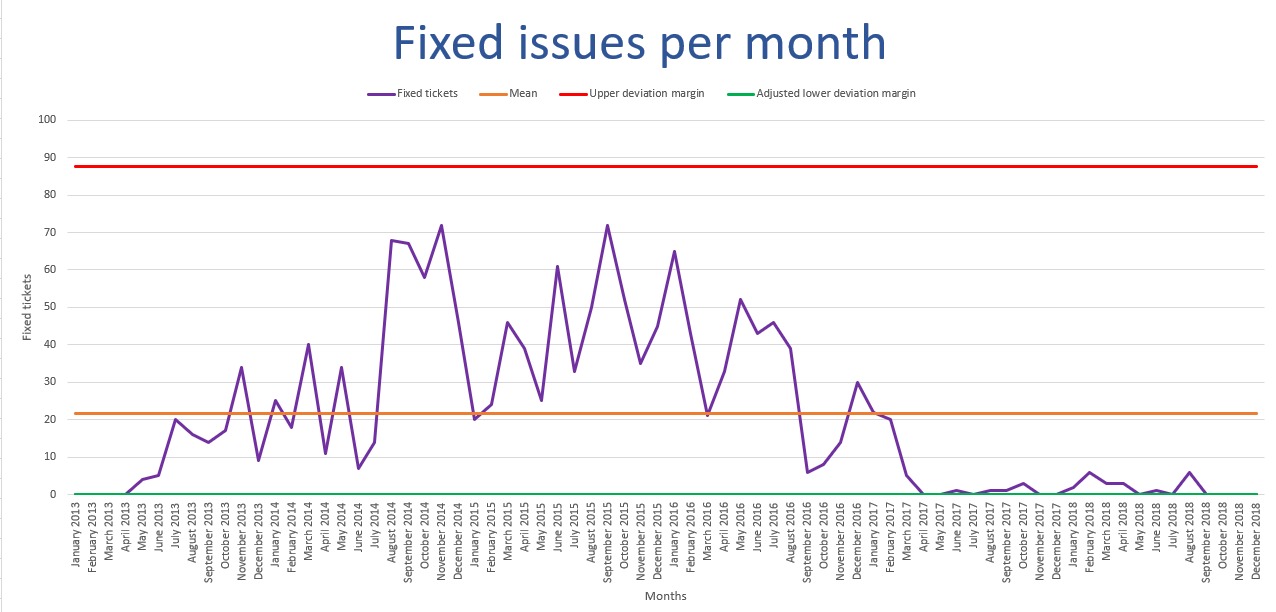 Fixed issues per month
Fixed tickets Mean Upper deviation margin Adjusted lower deviation margin
100
90
80
70
60
50
40
30
20
10
0
Fixed tickets
January 2013
February 2013
March 2013
April 2013
May 2013
June 2013
July 2013
August 2013
September 2013
October 2013
November 2013
December 2013
January 2014
February 2014
March 2014
April 2014
May 2014
June 2014
July 2014
August 2014
September 2014
October 2014
November 2014
December 2014
January 2015
February 2015
March 2015
April 2015
May 2015
June 2015
July 2015
August 2015
September 2015
October 2015
November 2015
December 2015
January 2016
February 2016
March 2016
April 2016
May 2016
June 2016
July 2016
August 2016
September 2016
October 2016
November 2016
December 2016
January 2017
February 2017
March 2017
April 2017
May 2017
June 2017
July 2017
August 2017
September 2017
October 2017
November 2017
December 2017
January 2018
February 2018
March 2018
April 2018
May 2018
June 2018
July 2018
August 2018
September 2018
October 2018
November 2018
December 2018
Months